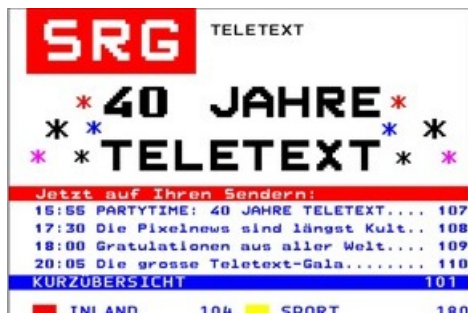 SRG TELETEXT
*40 JAHRE*
* * * *
* *TELETEXT* *
Jetzt auf Ihren Sendern:
15:55 PARTYTIME: 40 JAHRE TELETEXT.... 107
17:30 Die Pixelnews sind längst Kult.. 108
18:00 Gratulationen aus aller Welt.... 109
20:05 Die grosse Teletext-Gala........ 110
KURZÜBERSICHT 101
INLAND 104 SPORT 180